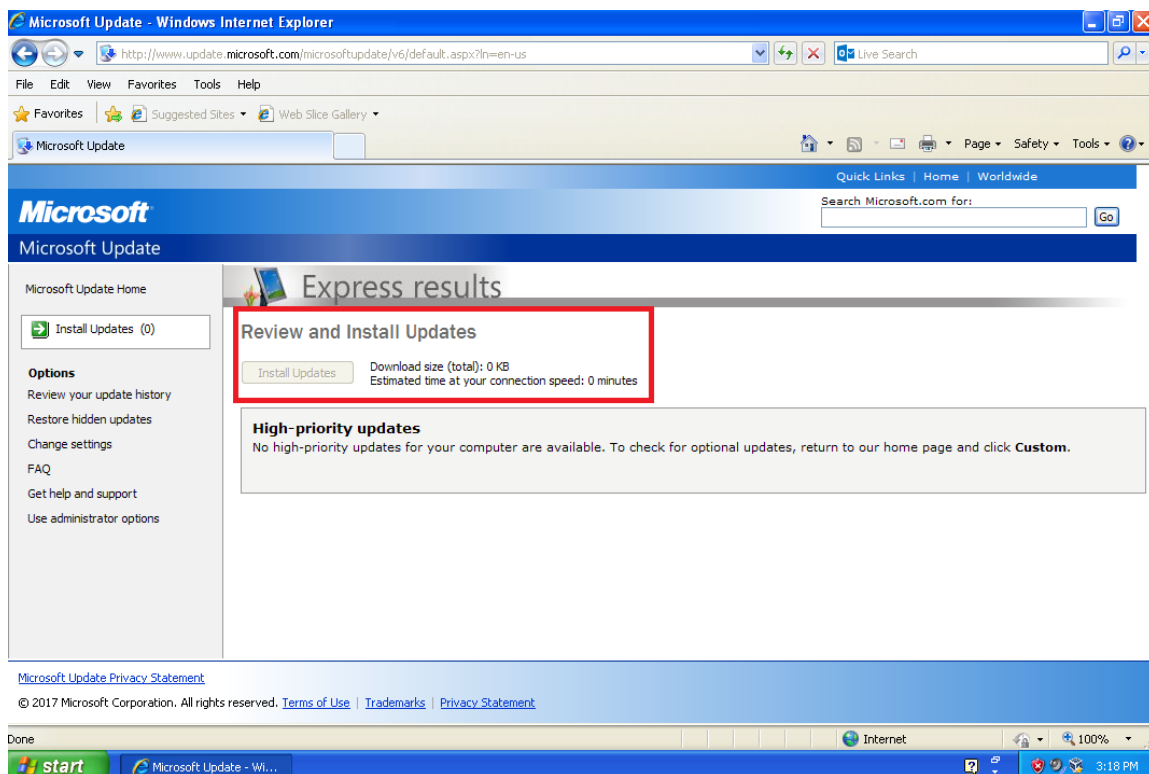 Microsoft Update - Windows Internet Explorer
http://www.update.microsoft.com/microsoftupdate/v6/default.aspx?ln=en-us
Live Search
File Edit View Favorites Tools Help
Favorites Suggested Sites Web Slice Gallery
Microsoft Update
Page Safety Tools
Quick Links | Home | Worldwide
Microsoft
Search Microsoft.com for:
Go
Microsoft Update
Microsoft Update Home
Install Updates (0)
Options
Review your update history
Restore hidden updates
Change settings
FAQ
Get help and support
Use administrator options
Express results
Review and Install Updates
Install Updates
Download size (total): 0 KB
Estimated time at your connection speed: 0 minutes
High-priority updates
No high-priority updates for your computer are available. To check for optional updates, return to our home page and click Custom.
Microsoft Update Privacy Statement
© 2017 Microsoft Corporation. All rights reserved. Terms of Use | Trademarks | Privacy Statement
Done
Internet
100%
start
Microsoft Update - Wi...
3:18 PM